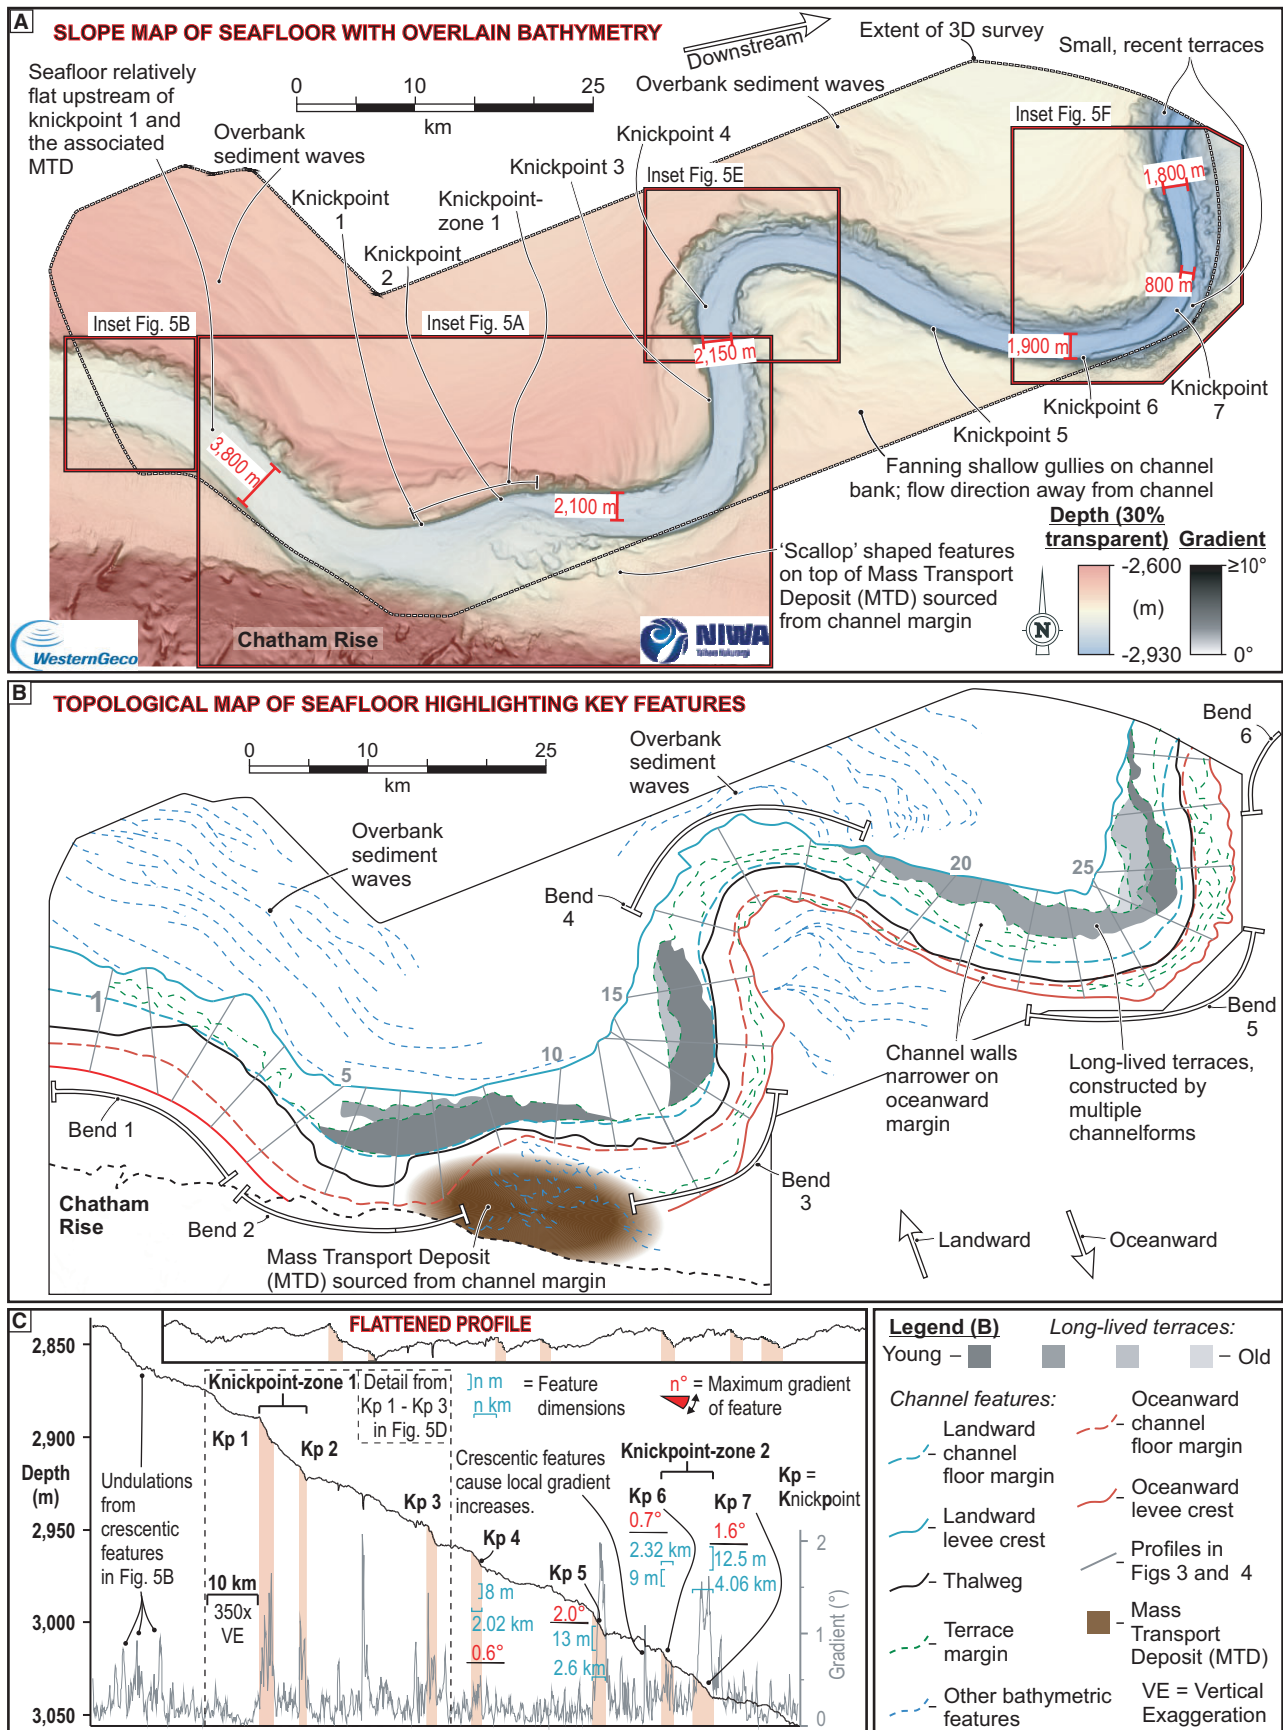 A
SLOPE MAP OF SEAFLOOR WITH OVERLAIN BATHYMETRY
Seafloor relatively
flat upstream of
knickpoint 1 and
the associated
MTD
0
10
25
km
Downstream
Extent of 3D survey
Small, recent terraces
Overbank
sediment waves
Overbank sediment waves
Knickpoint 4
Knickpoint 3
Knickpoint
1
Knickpoint-
zone 1
Knickpoint
2
Inset Fig. 5E
Inset Fig. 5F
Inset Fig. 5B
Inset Fig. 5A
1,800 m
800 m
1,900 m
2,150 m
3,800 m
2,100 m
Knickpoint 6
Knickpoint
7
Knickpoint 5
Fanning shallow gullies on channel
bank; flow direction away from channel
'Scallop' shaped features
on top of Mass Transport
Deposit (MTD) sourced
from channel margin
Depth (30%
transparent)
Gradient
-2,600
(m)
-2,930
≥10°
0°
N
Chatham Rise
WesternGeco
NIWA
Taihoro Nukurangi
B
TOPOLOGICAL MAP OF SEAFLOOR HIGHLIGHTING KEY FEATURES
0
10
25
km
Overbank
sediment
waves
Overbank
sediment
waves
Bend
6
Bend
4
20
25
15
10
5
1
Bend
5
Channel walls
narrower on
oceanward
margin
Long-lived terraces,
constructed by
multiple
channelforms
Bend 1
Bend
3
Chatham
Rise
Bend 2
Mass Transport Deposit
(MTD) sourced from channel margin
Landward
Oceanward
C
FLATTENED PROFILE
2,850
2,900
Depth
(m)
2,950
3,000
3,050
Knickpoint-zone 1
Detail from
Kp 1 - Kp 3
in Fig. 5D
n m
n km
= Feature
dimensions
n°
= Maximum gradient
of feature
Kp 1
Kp 2
Kp 3
Kp 4
Kp 5
Undulations
from
crescentic
features
in Fig. 5B
Crescentic features
cause local gradient
increases.
Knickpoint-zone 2
Kp =
Knickpoint
Kp 6
0.7°
2.32 km
9 m
Kp 7
1.6°
12.5 m
4.06 km
10 km
350x
VE
8 m
2.02 km
0.6°
2.0°
13 m
2.6 km
2
1
0
Gradient (°)
Legend (B)
Long-lived terraces:
Young
Old
Channel features:
Landward
channel
floor margin
Landward
levee crest
Thalweg
Terrace
margin
Other bathymetric
features
Oceanward
channel
floor margin
Oceanward
levee crest
Profiles in
Figs 3 and 4
Mass
Transport
Deposit (MTD)
VE = Vertical
Exaggeration